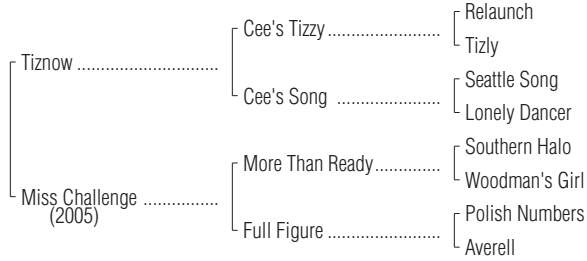 Relaunch
Cee's Tizzy ........................
Tizly
Tiznow ..............................
Seattle Song
Cee's Song ......................
Lonely Dancer
Southern Halo
More Than Ready..............
Woodman's Girl
Miss Challenge ................
(2005)
Polish Numbers
Full Figure ........................
Averell